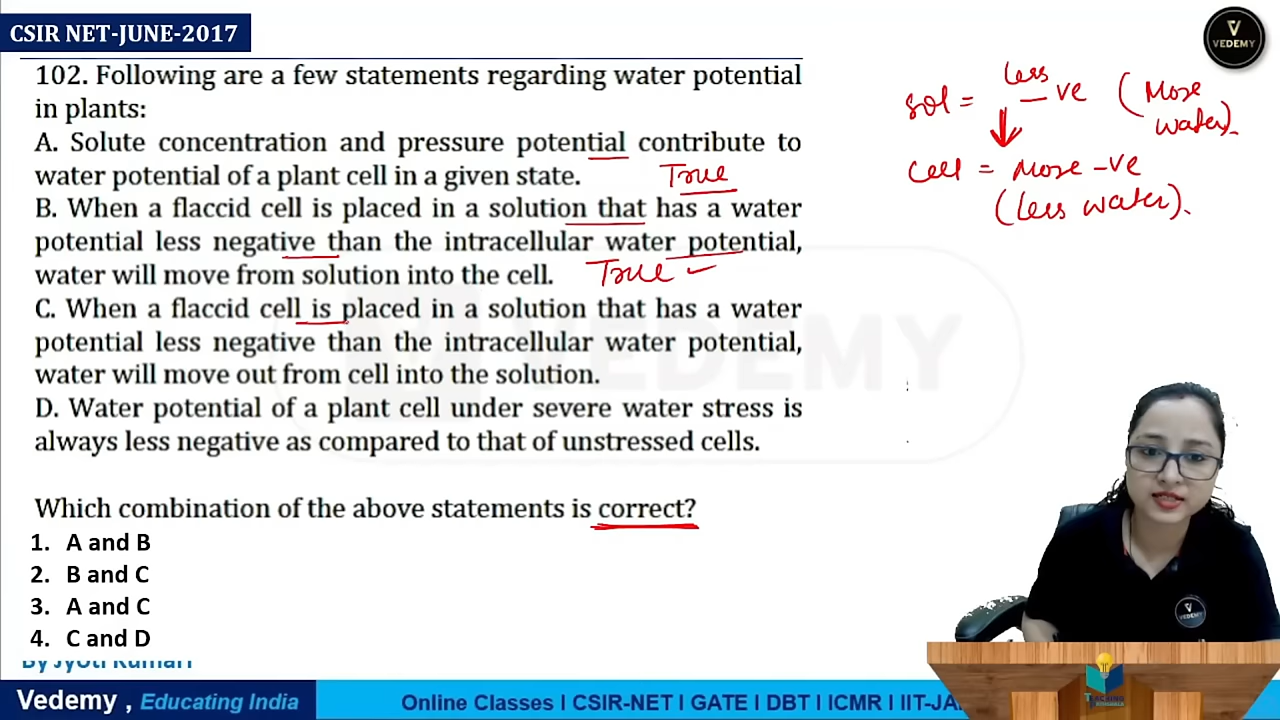 CSIR NET-JUNE-2017
VEDEMY
102. Following are a few statements regarding water potential
in plants:
A. Solute concentration and pressure potential contribute to
water potential of a plant cell in a given state. True
B. When a flaccid cell is placed in a solution that has a water
potential less negative than the intracellular water potential,
water will move from solution into the cell. True
C. When a flaccid cell is placed in a solution that has a water
potential less negative than the intracellular water potential,
water will move out from cell into the solution.
D. Water potential of a plant cell under severe water stress is
always less negative as compared to that of unstressed cells.
Which combination of the above statements is correct?
1. A and B
2. B and C
3. A and C
4. C and D
less
sol = -ve (More
water).
cell = More -ve
(less water).
VEDEMY
By Jyoti Kumari
Vedemy , Educating India
Online Classes I CSIR-NET I GATE I DBT I ICMR I IIT-JA